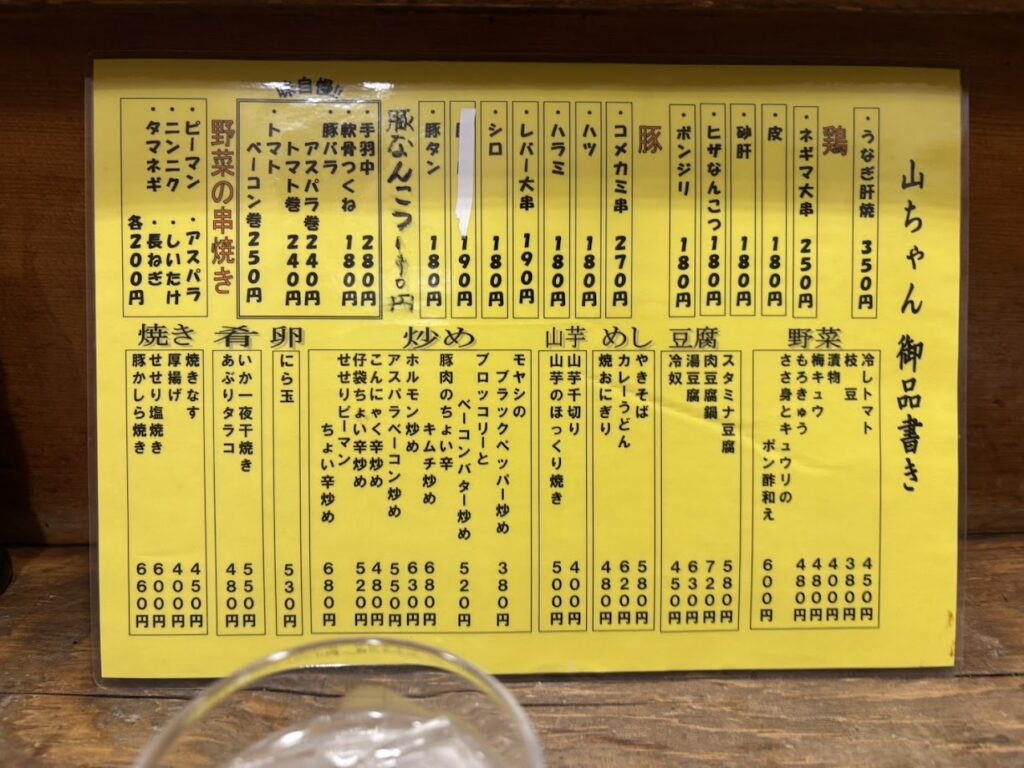 山ちゃん 御品書き
・うなぎ肝焼 350円
鶏
・ネギマ大串 250円
・皮 180円
・砂肝 180円
・ヒザなんこつ 180円
・ボンジリ 180円
豚
・コメカミ串 270円
・ハツ 180円
・ハラミ 180円
・レバー大串 190円
・シロ 180円
190円
・豚タン 180円
豚なんこつ
円
味自慢!!
・手羽中 280円
・軟骨つくね 180円
・豚バラ
アスパラ巻 240円
トマト巻 240円
・トマト
ベーコン巻 250円
野菜の串焼き
・ピーマン ・アスパラ
・ニンニク ・しいたけ
・タマネギ ・長ねぎ
各200円
野菜
冷しトマト 450円
枝豆 380円
漬物 400円
梅キュウ 480円
もろきゅう 480円
ささ身とキュウリの
ポン酢和え 600円
豆腐
スタミナ豆腐 580円
肉豆腐鍋 720円
湯豆腐 630円
冷奴 450円
めし
やきそば 580円
カレーうどん 620円
焼おにぎり 480円
山芋
山芋千切り 400円
山芋のほっくり焼き 500円
炒め
モヤシの
ブラックペッパー炒め 380円
ブロッコリーと
ベーコンバター炒め 520円
豚肉のちょい辛
キムチ炒め 680円
ホルモン炒め 630円
アスパラベーコン炒め 550円
こんにゃく辛炒め 480円
仔袋ちょい辛炒め 520円
せせりピーマン
ちょい辛炒め 680円
卵
にら玉 530円
肴
いか一夜干焼き 550円
あぶりタラコ 480円
焼き
焼きなす 450円
厚揚げ 400円
せせり塩焼き 600円
豚かしら焼き 660円